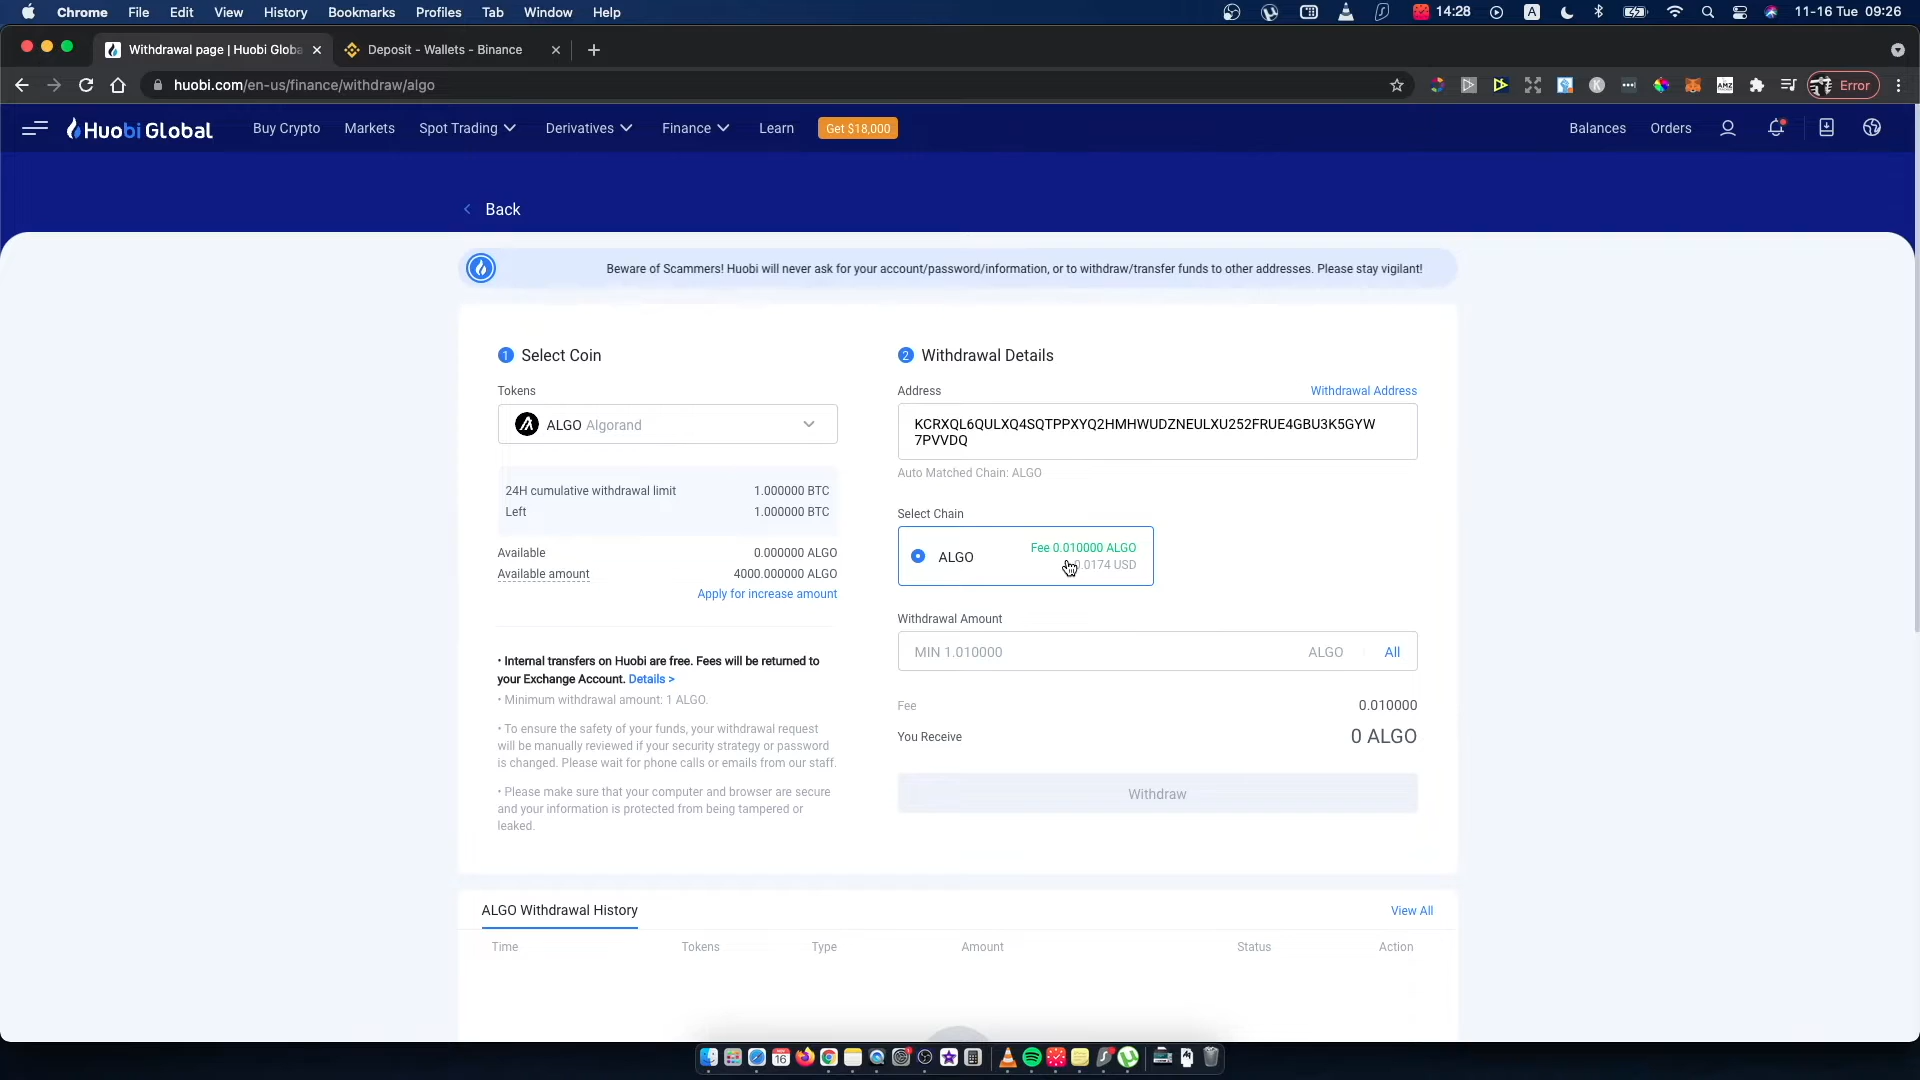 Chrome File Edit View History Bookmarks Profiles Tab Window Help 14:28 A 11-16 Tue 09:26
Withdrawal page | Huobi Globa Deposit - Wallets - Binance
huobi.com/en-us/finance/withdraw/algo K AMZ Error
Huobi Global Buy Crypto Markets Spot Trading Derivatives Finance Learn Get $18,000 Balances Orders
Back
Beware of Scammers! Huobi will never ask for your account/password/information, or to withdraw/transfer funds to other addresses. Please stay vigilant!
1 Select Coin
Tokens
ALGO Algorand
24H cumulative withdrawal limit 1.000000 BTC
Left 1.000000 BTC
Available 0.000000 ALGO
Available amount 4000.000000 ALGO
Apply for increase amount
• Internal transfers on Huobi are free. Fees will be returned to
your Exchange Account. Details >
• Minimum withdrawal amount: 1 ALGO.
• To ensure the safety of your funds, your withdrawal request
will be manually reviewed if your security strategy or password
is changed. Please wait for phone calls or emails from our staff.
• Please make sure that your computer and browser are secure
and your information is protected from being tampered or
leaked.
2 Withdrawal Details
Address Withdrawal Address
KCRXQL6QULXQ4SQTPPXYQ2HMHWUDZNEULXU252FRUE4GBU3K5GYW
7PVVDQ
Auto Matched Chain: ALGO
Select Chain
ALGO Fee 0.010000 ALGO
0.0174 USD
Withdrawal Amount
MIN 1.010000 ALGO All
Fee 0.010000
You Receive 0 ALGO
Withdraw
ALGO Withdrawal History View All
Time Tokens Type Amount Status Action
16